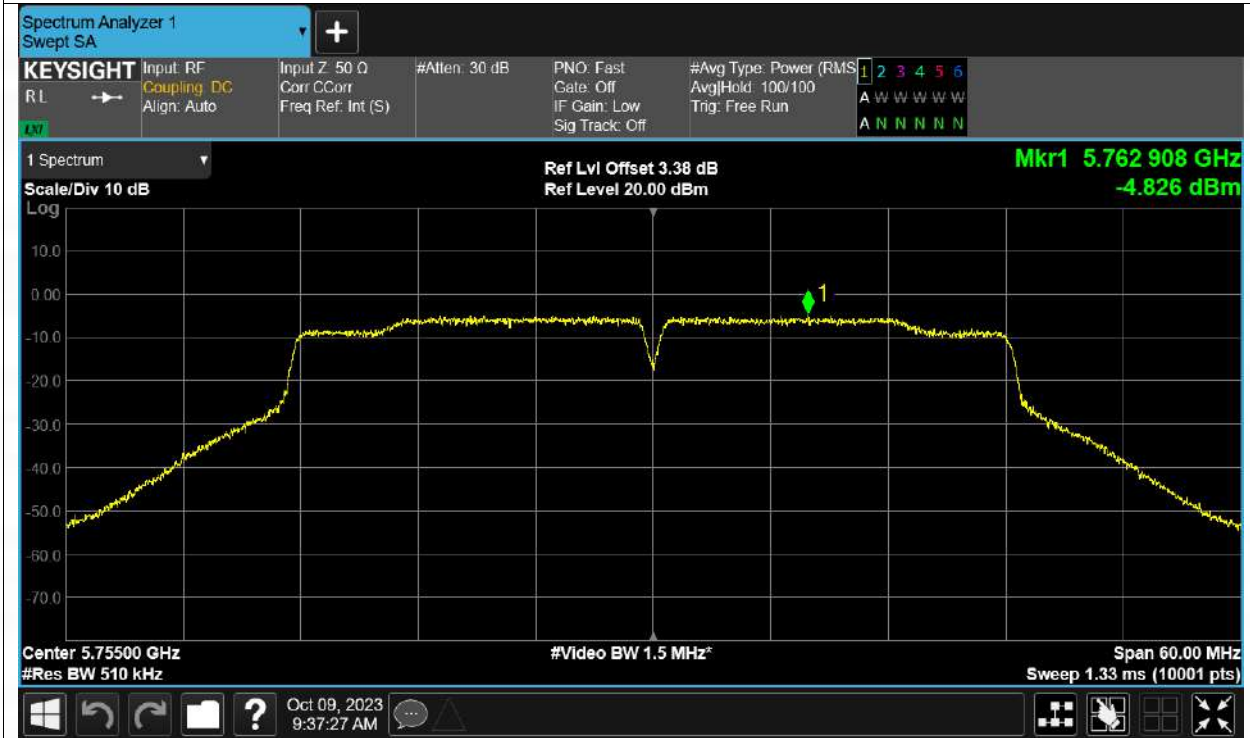 Spectrum Analyzer 1
Swept SA
+
KEYSIGHT
RL
LXI
Input: RF
Coupling: DC
Align: Auto
Input Z: 50 Ω
Corr CCorr
Freq Ref: Int (S)
#Atten: 30 dB
PNO: Fast
Gate: Off
IF Gain: Low
Sig Track: Off
#Avg Type: Power (RMS
Avg|Hold: 100/100
Trig: Free Run
1 2 3 4 5 6
A W W W W W
A N N N N N
1 Spectrum
Scale/Div 10 dB
Log
Ref Lvl Offset 3.38 dB
Ref Level 20.00 dBm
Mkr1 5.762 908 GHz
-4.826 dBm
10.0
0.00
-10.0
-20.0
-30.0
-40.0
-50.0
-60.0
-70.0
1
Center 5.75500 GHz
#Res BW 510 kHz
#Video BW 1.5 MHz*
Span 60.00 MHz
Sweep 1.33 ms (10001 pts)
?
Oct 09, 2023
9:37:27 AM